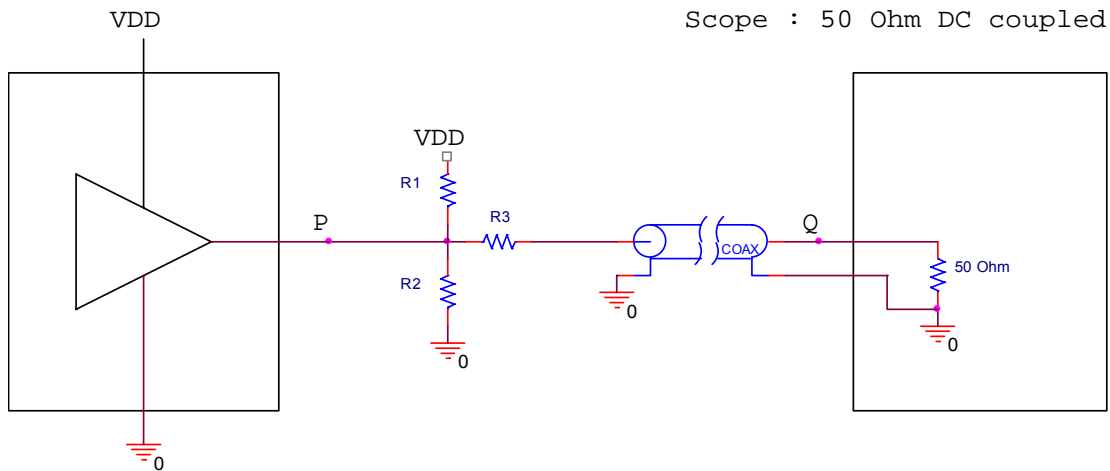 VDD
Scope : 50 Ohm DC coupled
VDD
R1
P
R3
Q
COAX
R2
50 Ohm
0
0
0
0